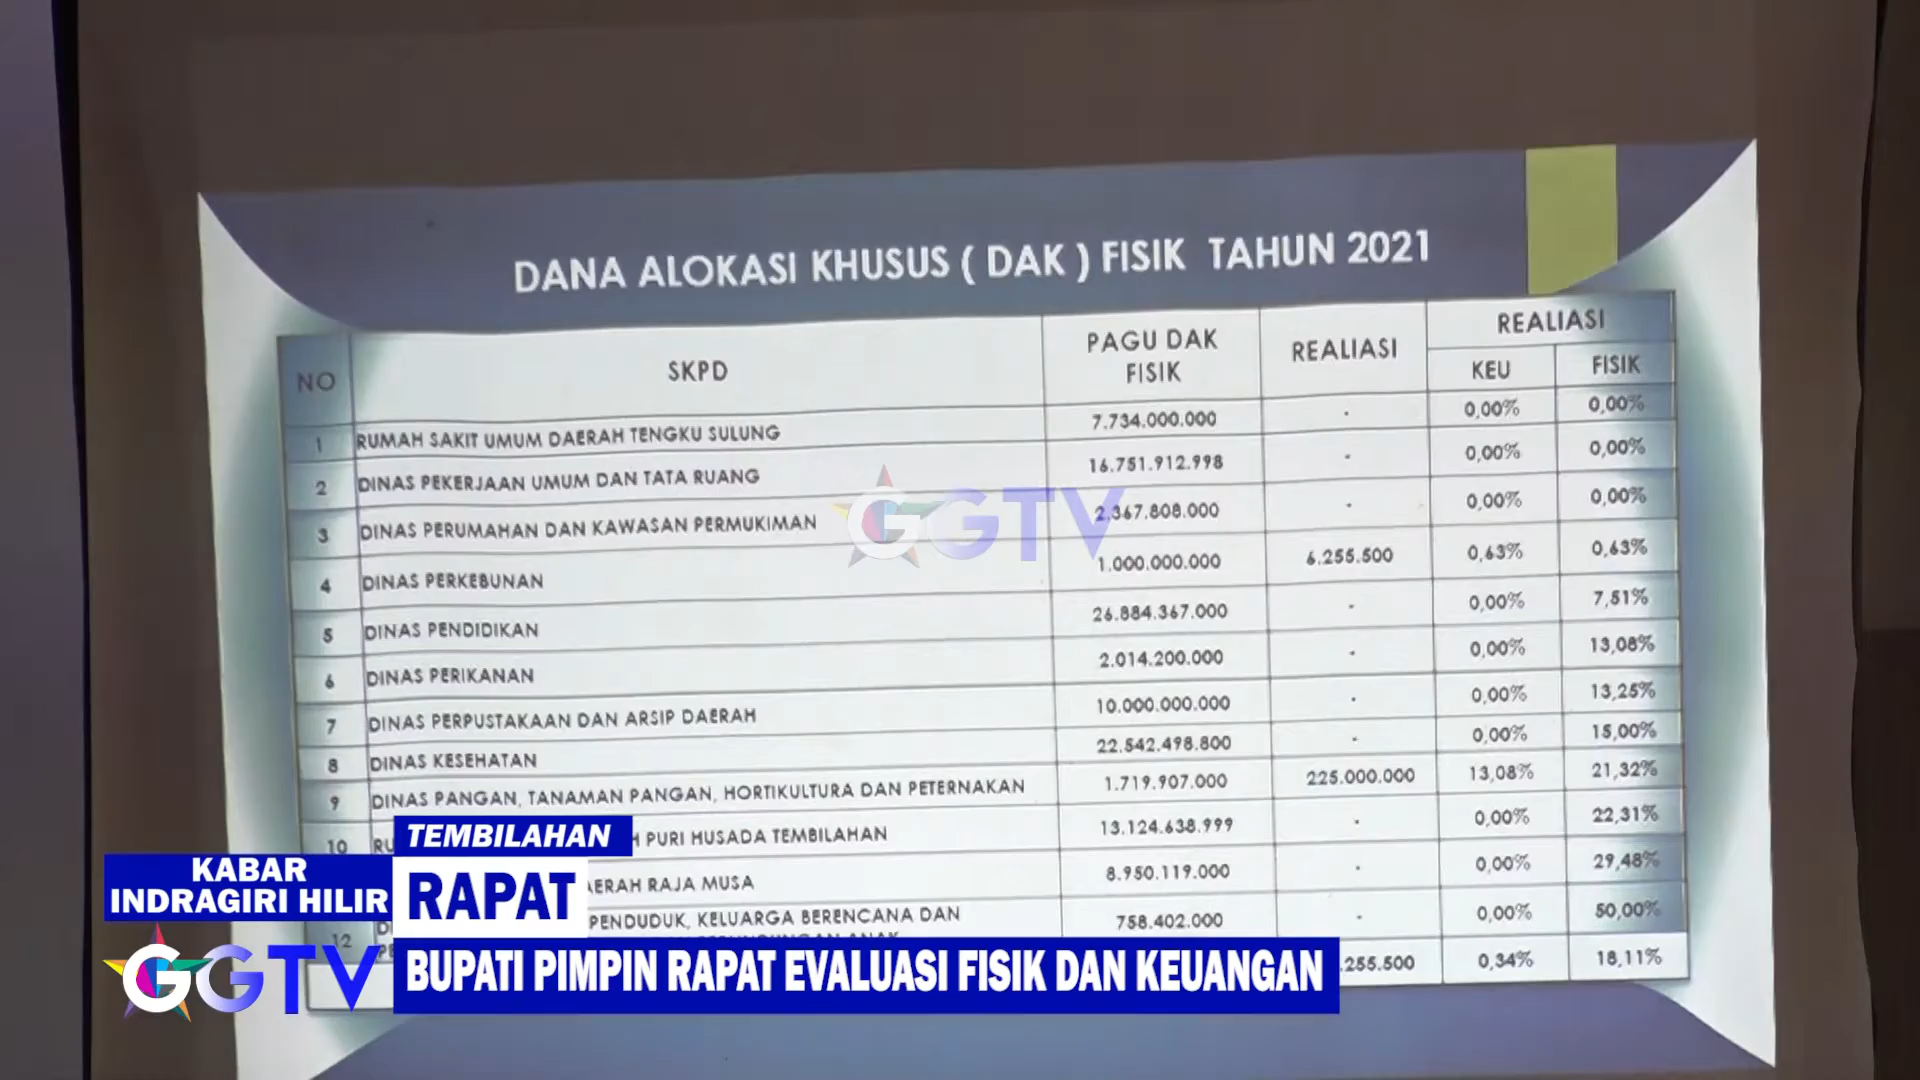 DANA ALOKASI KHUSUS ( DAK ) FISIK TAHUN 2021
NO SKPD PAGU DAK FISIK REALIASI REALIASI
KEU FISIK
1 RUMAH SAKIT UMUM DAERAH TENGKU SULUNG 7.734.000.000 - 0,00% 0,00%
2 DINAS PEKERJAAN UMUM DAN TATA RUANG 16.751.912.998 - 0,00% 0,00%
3 DINAS PERUMAHAN DAN KAWASAN PERMUKIMAN 2.367.808.000 - 0,00% 0,00%
4 DINAS PERKEBUNAN 1.000.000.000 6.255.500 0,63% 0,63%
5 DINAS PENDIDIKAN 26.884.367.000 - 0,00% 7,51%
6 DINAS PERIKANAN 2.014.200.000 - 0,00% 13,08%
7 DINAS PERPUSTAKAAN DAN ARSIP DAERAH 10.000.000.000 - 0,00% 13,25%
8 DINAS KESEHATAN 22.542.498.800 - 0,00% 15,00%
9 DINAS PANGAN, TANAMAN PANGAN, HORTIKULTURA DAN PETERNAKAN 1.719.907.000 225.000.000 13,08% 21,32%
10 RU PURI HUSADA TEMBILAHAN 13.124.638.999 - 0,00% 22,31%
AERAH RAJA MUSA 8.950.119.000 - 0,00% 29,48%
12 PENDUDUK, KELUARGA BERENCANA DAN 758.402.000 - 0,00% 50,00%
.255.500 0,34% 18,11%
GGTV
TEMBILAHAN
KABAR
INDRAGIRI HILIR
RAPAT
GGTV
BUPATI PIMPIN RAPAT EVALUASI FISIK DAN KEUANGAN